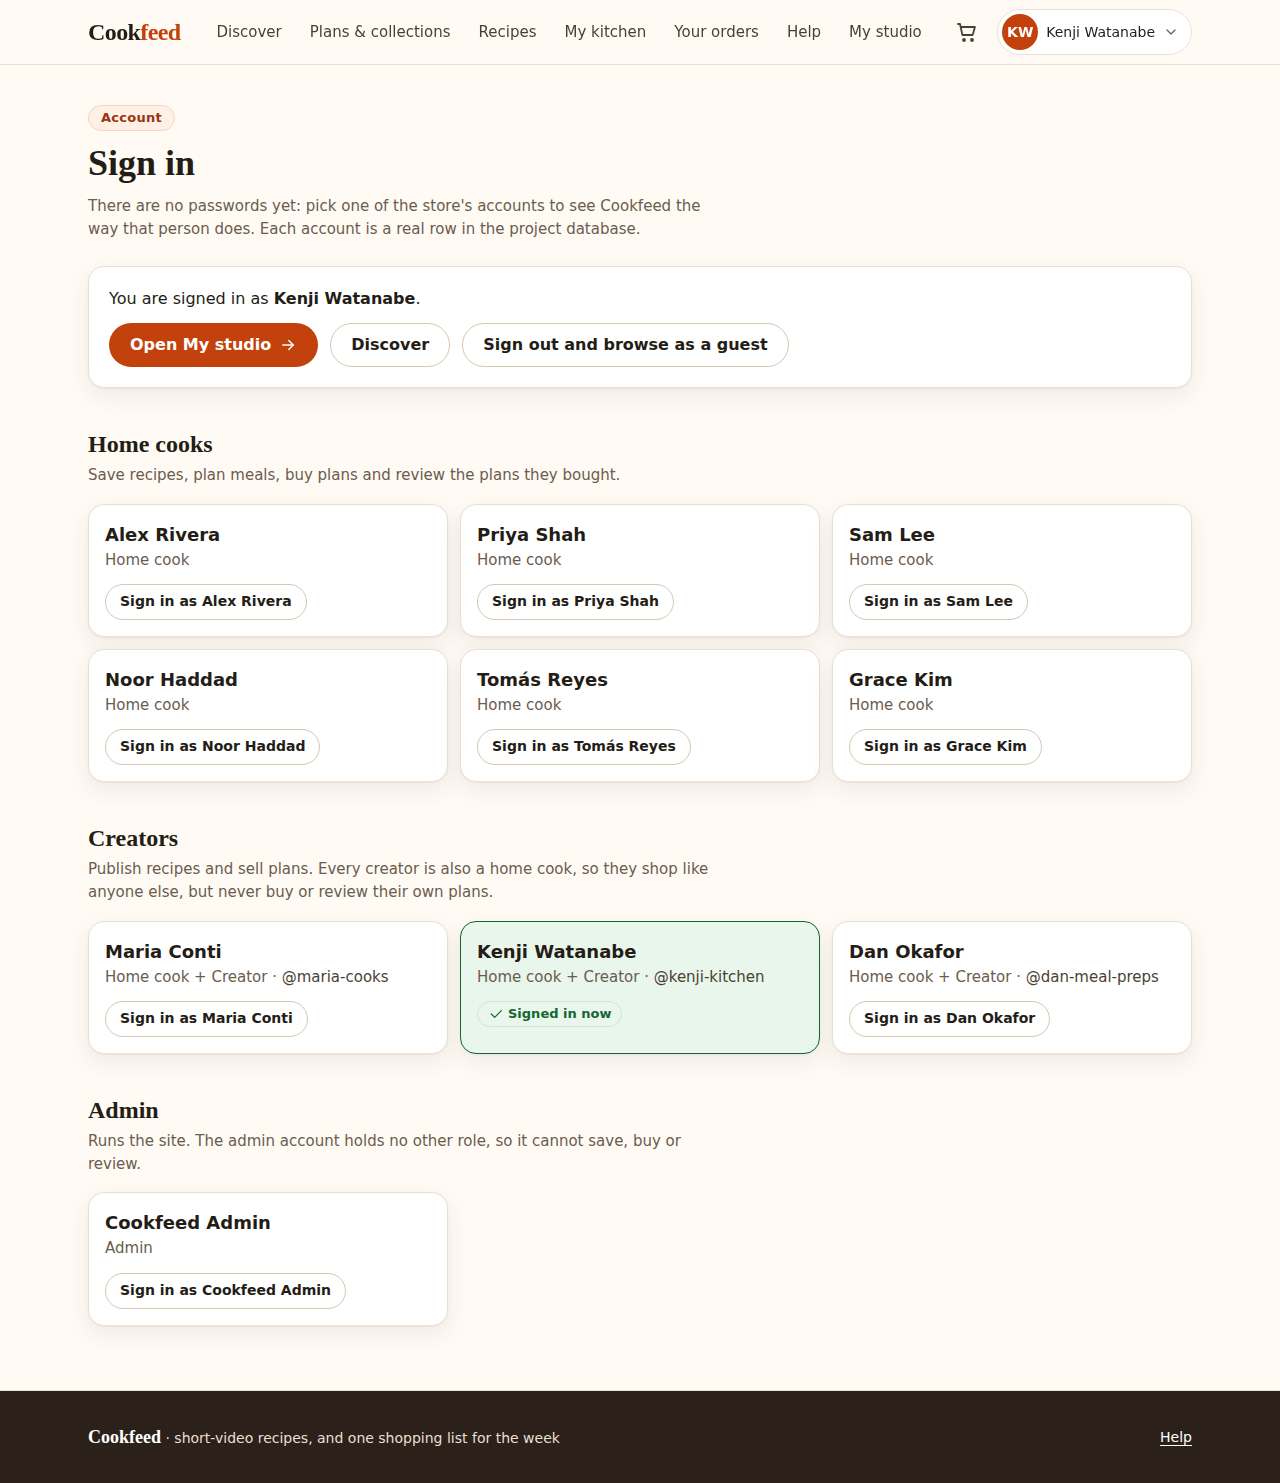 Cookfeed
Discover
Plans & collections
Recipes
My kitchen
Your orders
Help
My studio
KW
Kenji Watanabe
Account
Sign in
There are no passwords yet: pick one of the store's accounts to see Cookfeed the
way that person does. Each account is a real row in the project database.
You are signed in as Kenji Watanabe.
Open My studio
Discover
Sign out and browse as a guest
Home cooks
Save recipes, plan meals, buy plans and review the plans they bought.
Alex Rivera
Home cook
Sign in as Alex Rivera
Priya Shah
Home cook
Sign in as Priya Shah
Sam Lee
Home cook
Sign in as Sam Lee
Noor Haddad
Home cook
Sign in as Noor Haddad
Tomás Reyes
Home cook
Sign in as Tomás Reyes
Grace Kim
Home cook
Sign in as Grace Kim
Creators
Publish recipes and sell plans. Every creator is also a home cook, so they shop like
anyone else, but never buy or review their own plans.
Maria Conti
Home cook + Creator · @maria-cooks
Sign in as Maria Conti
Kenji Watanabe
Home cook + Creator · @kenji-kitchen
Signed in now
Dan Okafor
Home cook + Creator · @dan-meal-preps
Sign in as Dan Okafor
Admin
Runs the site. The admin account holds no other role, so it cannot save, buy or
review.
Cookfeed Admin
Admin
Sign in as Cookfeed Admin
Cookfeed · short-video recipes, and one shopping list for the week
Help